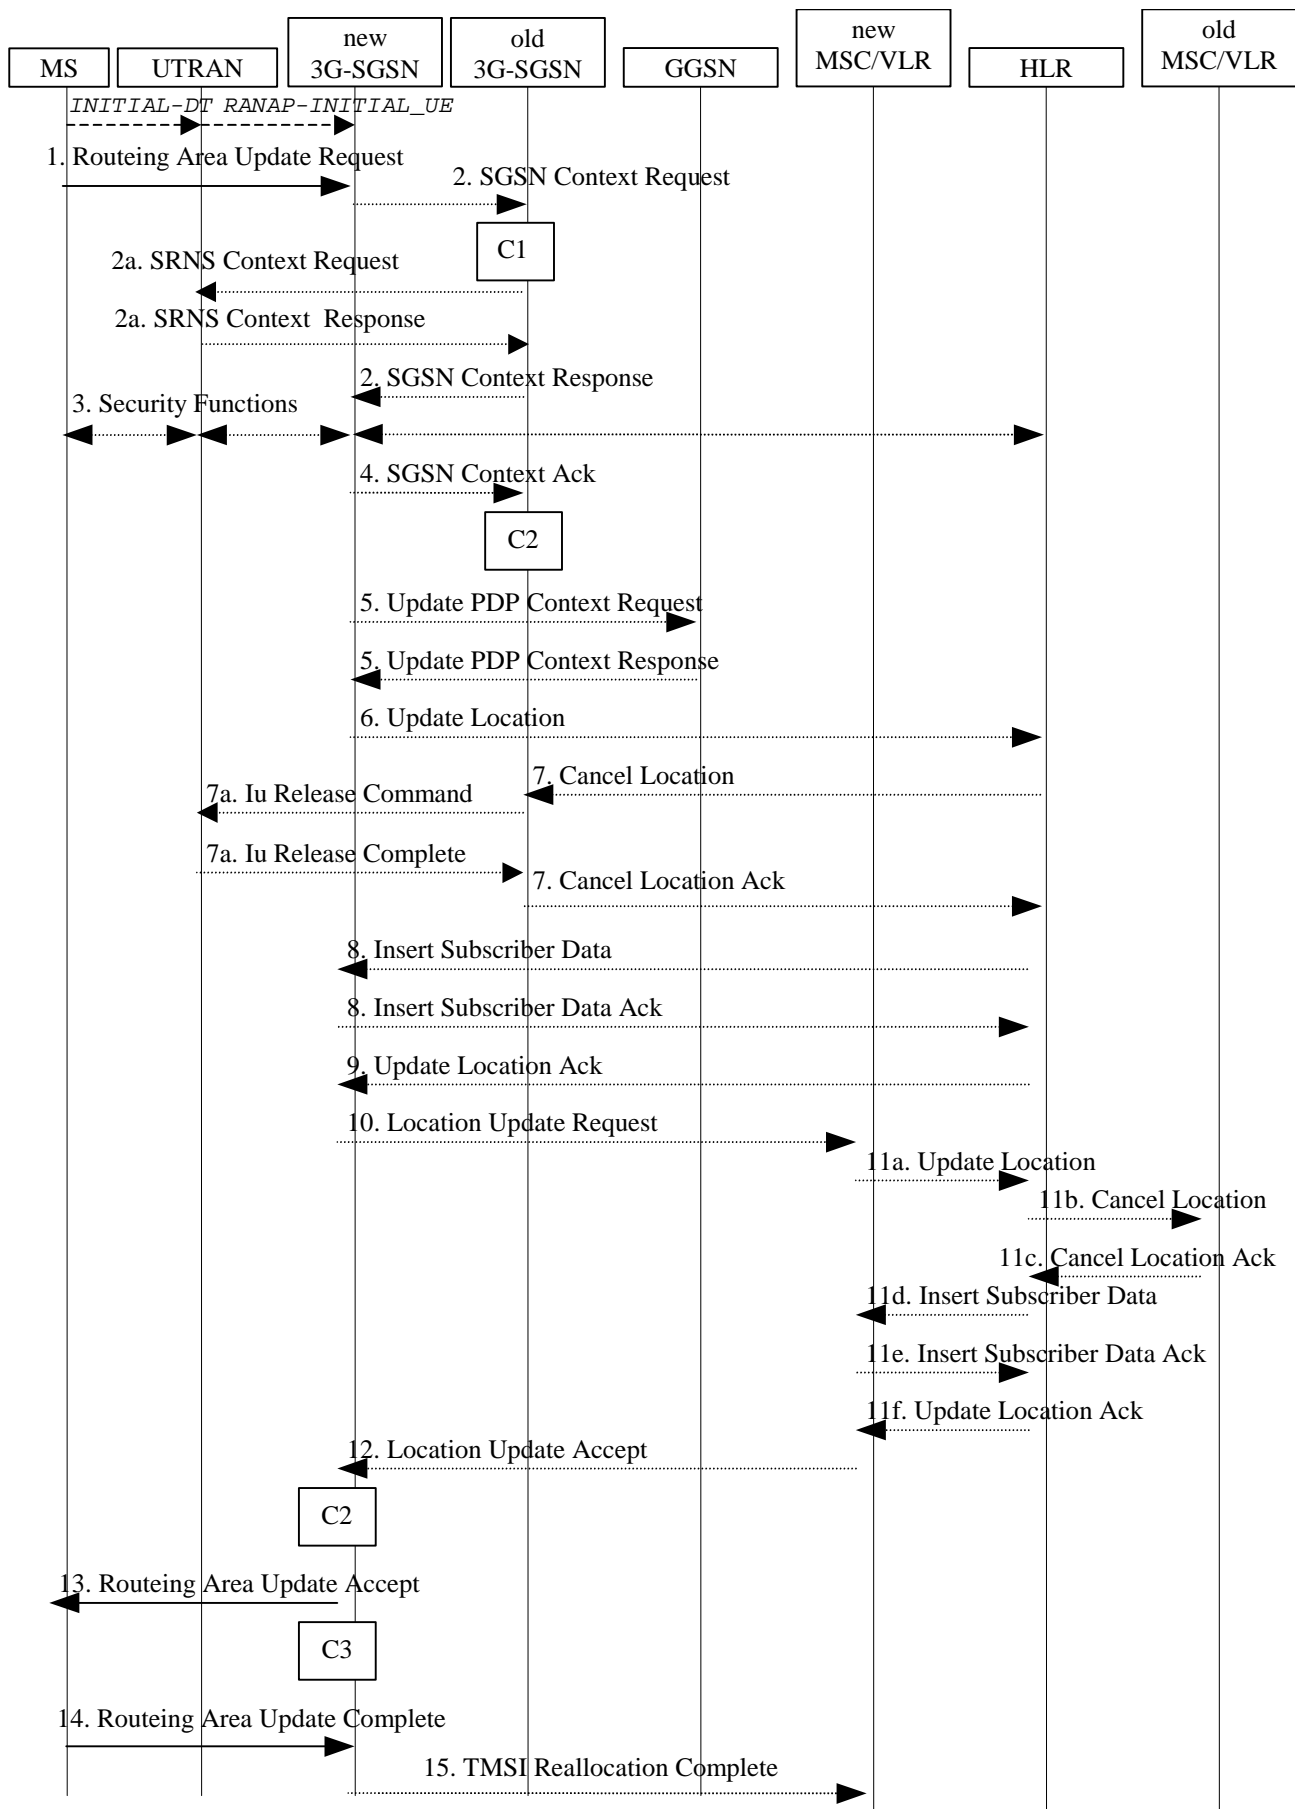 MS
UTRAN
new
3G-SGSN
old
3G-SGSN
GGSN
new
MSC/VLR
HLR
old
MSC/VLR
INITIAL-DT RANAP-INITIAL_UE
1. Routeing Area Update Request
2. SGSN Context Request
C1
2a. SRNS Context Request
2a. SRNS Context Response
2. SGSN Context Response
3. Security Functions
4. SGSN Context Ack
C2
5. Update PDP Context Request
5. Update PDP Context Response
6. Update Location
7. Cancel Location
7a. Iu Release Command
7a. Iu Release Complete
7. Cancel Location Ack
8. Insert Subscriber Data
8. Insert Subscriber Data Ack
9. Update Location Ack
10. Location Update Request
11a. Update Location
11b. Cancel Location
11c. Cancel Location Ack
11d. Insert Subscriber Data
11e. Insert Subscriber Data Ack
11f. Update Location Ack
12. Location Update Accept
C2
13. Routeing Area Update Accept
C3
14. Routeing Area Update Complete
15. TMSI Reallocation Complete